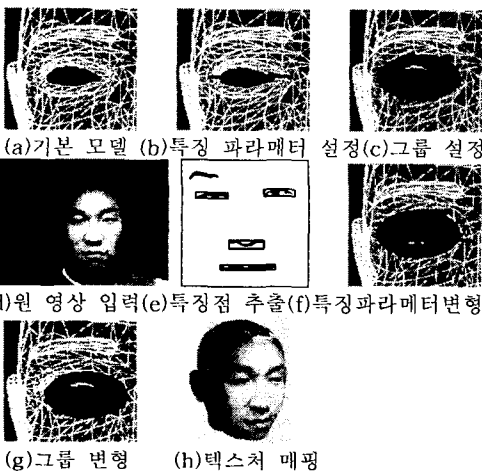 (a)기본 모델 (b)특징 파라메터 설정(c)그룹 설정
d)원 영상 입력(e)특징점 추출(f)특징파라메터변형
(g)그룹 변형 (h)텍스처 매핑